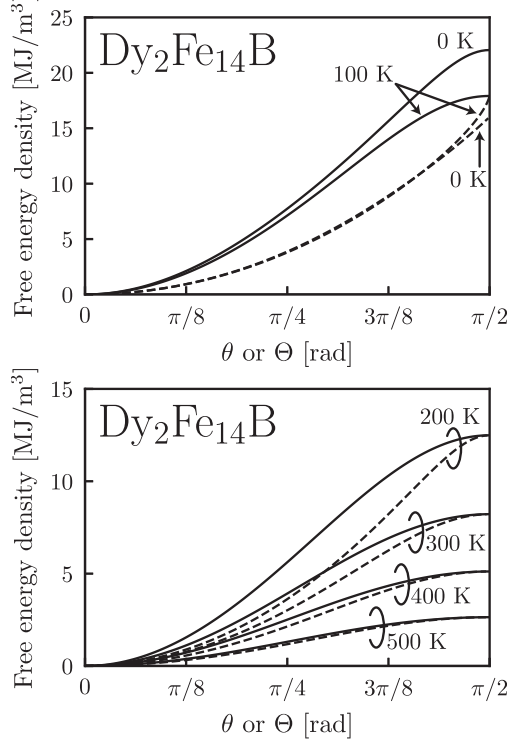 Free energy density [MJ/m³]
25
20
15
10
5
0
Dy₂Fe₁₄B
0 K
100 K
0 K
0
π/8
π/4
3π/8
π/2
θ or Θ [rad]
Free energy density [MJ/m³]
15
10
5
0
Dy₂Fe₁₄B
200 K
300 K
400 K
500 K
0
π/8
π/4
3π/8
π/2
θ or Θ [rad]